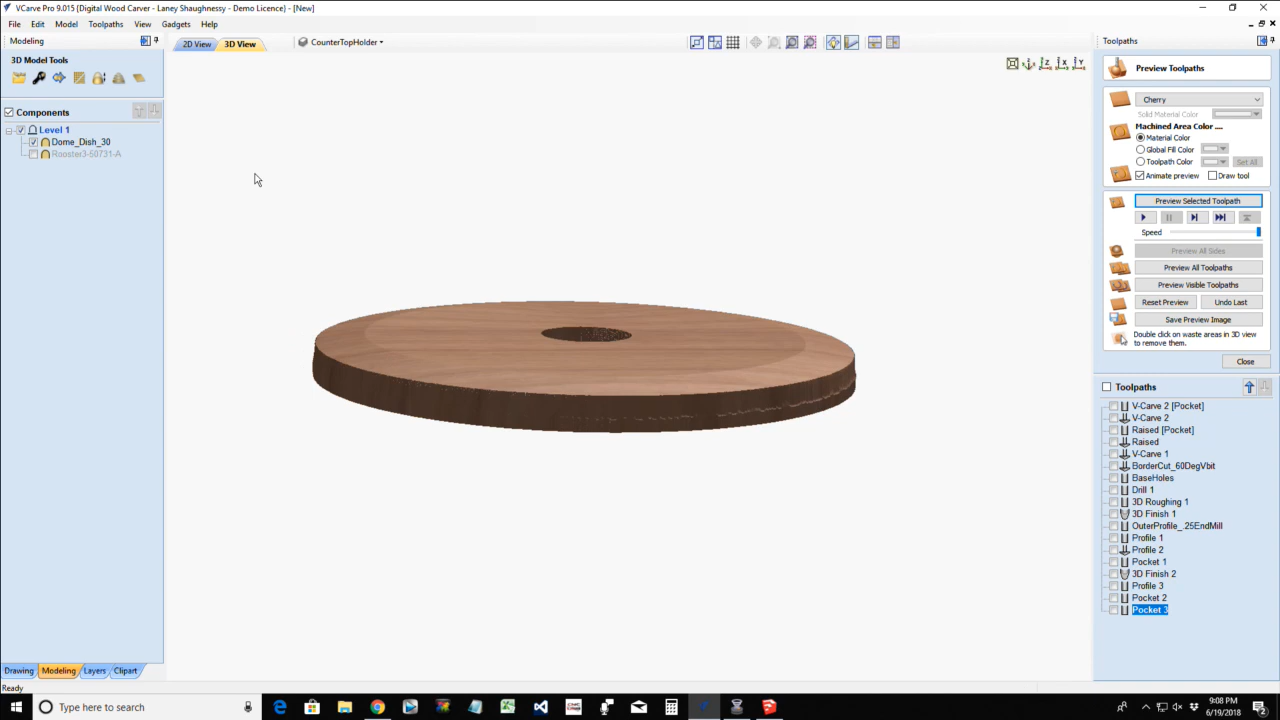 VCarve Pro 9.015 {Digital Wood Carver - Laney Shaughnessy - Demo Licence} - [New]
File Edit Model Toolpaths View Gadgets Help
Modeling
2D View 3D View CounterTopHolder
Toolpaths
3D Model Tools
Components
Level 1
Dome_Dish_30
Rooster3-50731-A
Z X Y
Preview Toolpaths
Cherry
Solid Material Color
Machined Area Color ....
Material Color
Global Fill Color
Toolpath Color Set All
Animate preview Draw tool
Preview Selected Toolpath
Speed
Preview All Sides
Preview All Toolpaths
Preview Visible Toolpaths
Reset Preview Undo Last
Save Preview Image
Double click on waste areas in 3D view
to remove them.
Close
Toolpaths
V-Carve 2 [Pocket]
V-Carve 2
Raised [Pocket]
Raised
V-Carve 1
BorderCut_60DegVbit
BaseHoles
Drill 1
3D Roughing 1
3D Finish 1
OuterProfile_.25EndMill
Profile 1
Profile 2
Pocket 1
3D Finish 2
Profile 3
Pocket 2
Pocket 3
Drawing Modeling Layers Clipart
Ready
Type here to search
9:08 PM
6/19/2018
2